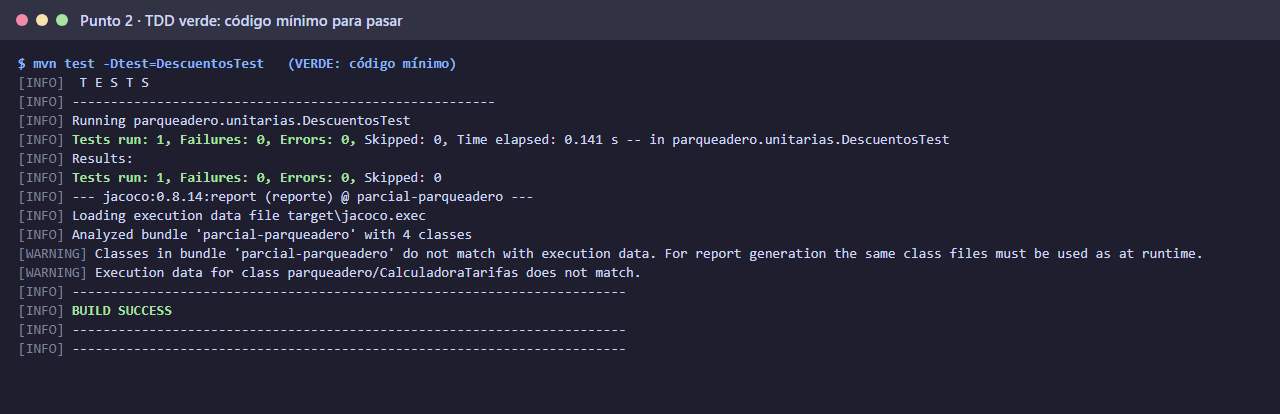 Punto 2 · TDD verde: código mínimo para pasar
$ mvn test -Dtest=DescuentosTest   (VERDE: código mínimo)
[INFO]  T E S T S
[INFO] -------------------------------------------------------
[INFO] Running parqueadero.unitarias.DescuentosTest
[INFO] Tests run: 1, Failures: 0, Errors: 0, Skipped: 0, Time elapsed: 0.141 s -- in parqueadero.unitarias.DescuentosTest
[INFO] Results:
[INFO] Tests run: 1, Failures: 0, Errors: 0, Skipped: 0
[INFO] --- jacoco:0.8.14:report (reporte) @ parcial-parqueadero ---
[INFO] Loading execution data file target\jacoco.exec
[INFO] Analyzed bundle 'parcial-parqueadero' with 4 classes
[WARNING] Classes in bundle 'parcial-parqueadero' do not match with execution data. For report generation the same class files must be used as at runtime.
[WARNING] Execution data for class parqueadero/CalculadoraTarifas does not match.
[INFO] ------------------------------------------------------------------------
[INFO] BUILD SUCCESS
[INFO] ------------------------------------------------------------------------
[INFO] ------------------------------------------------------------------------